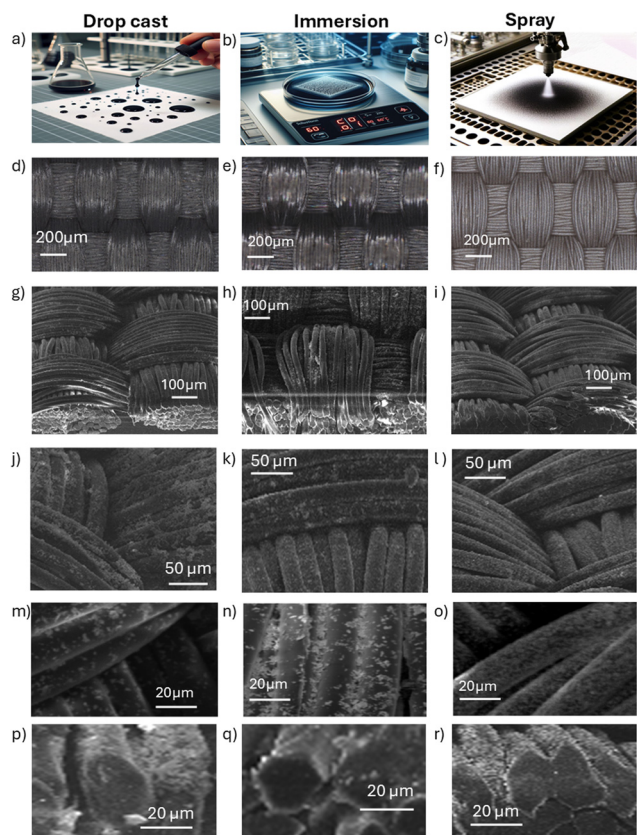 Drop cast Immersion Spray
a) b) c)
60
d) e) f)
200µm 200µm 200µm
g) h) i)
100µm 100µm 100µm
j) k) l)
50 µm 50 µm 50 µm
m) n) o)
20µm 20µm 20µm
p) q) r)
20 µm 20 µm 20 µm